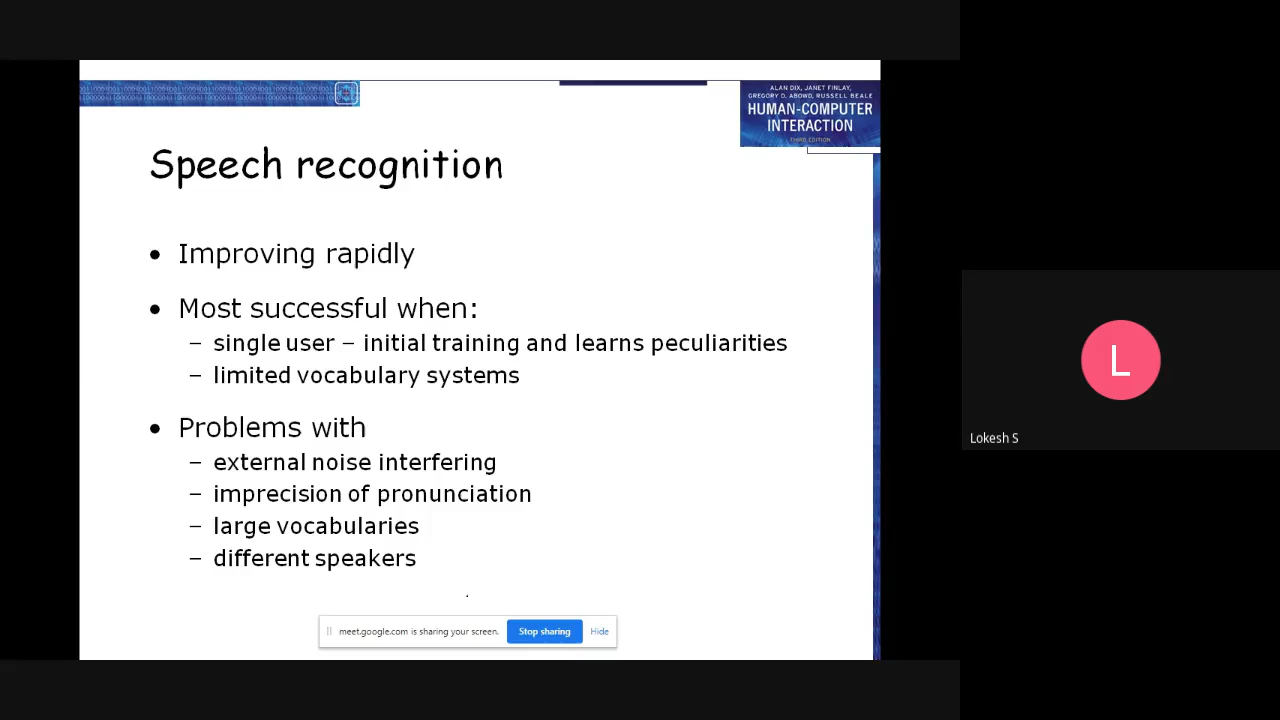 ALAN DIX, JANET FINLAY,
GREGORY D. ABOWD, RUSSELL BEALE
HUMAN-COMPUTER
INTERACTION
THIRD EDITION
Speech recognition
• Improving rapidly
• Most successful when:
– single user – initial training and learns peculiarities
– limited vocabulary systems
• Problems with
– external noise interfering
– imprecision of pronunciation
– large vocabularies
– different speakers
meet.google.com is sharing your screen. Stop sharing Hide
L
Lokesh S